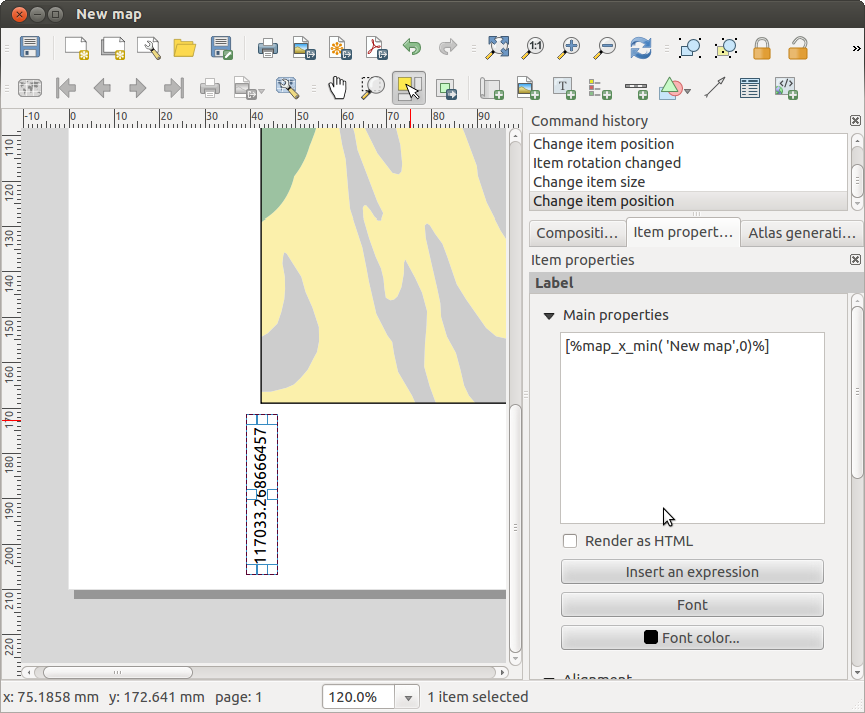 New map
1:1
T
»
-10 0 10 20 30 40 50 60 70 80 90
110
120
130
140
150
160
170
180
190
200
210
220
117033.268666457
Command history
Change item position
Item rotation changed
Change item size
Change item position
Compositi... Item propert... Atlas generati...
Item properties
Label
Main properties
[%map_x_min( 'New map',0)%]
Render as HTML
Insert an expression
Font
Font color...
Alignment
x: 75.1858 mm y: 172.641 mm page: 1 120.0% 1 item selected